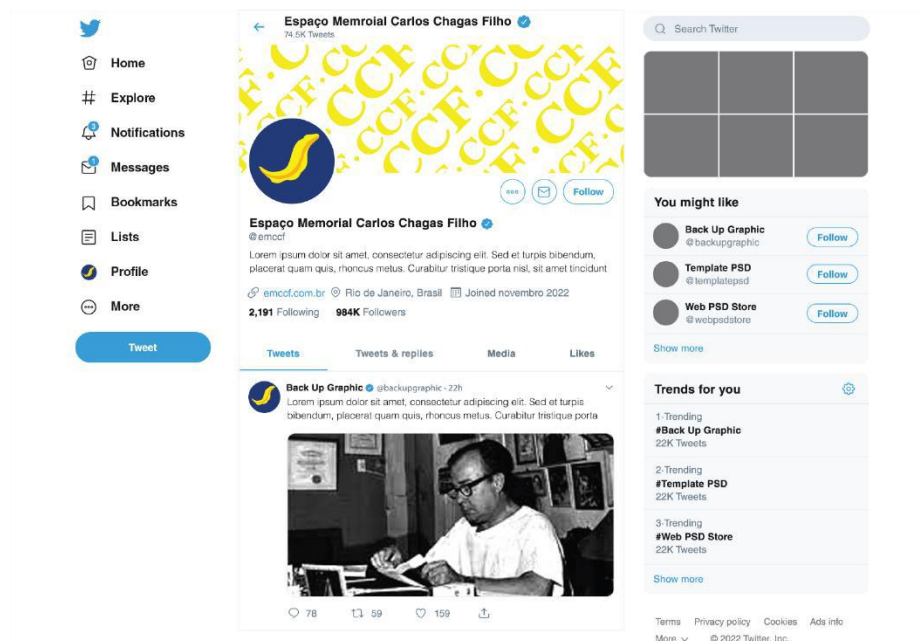 Home
Explore
3
Notifications
1
Messages
Bookmarks
Lists
Profile
More
Tweet
Espaço Memroial Carlos Chagas Filho
74.5K Tweets
CCF.CCF.CCF
Follow
Espaço Memorial Carlos Chagas Filho
@emccf
Lorem ipsum dolor sit amet, consectetur adipiscing elit. Sed et turpis bibendum,
placerat quam quis, rhoncus metus. Curabitur tristique porta nisl, sit amet tincidunt
emccf.com.br Rio de Janeiro, Brasil Joined novembro 2022
2,191 Following 984K Followers
Tweets Tweets & replies Media Likes
Back Up Graphic @backupgraphic · 22h
Lorem ipsum dolor sit amet, consectetur adipiscing elit. Sed et turpis
bibendum, placerat quam quis, rhoncus metus. Curabitur tristique porta
78 59 159
Search Twitter
You might like
Back Up Graphic
@backupgraphic
Follow
Template PSD
@templatepsd
Follow
Web PSD Store
@webpsdstore
Follow
Show more
Trends for you
1·Trending
#Back Up Graphic
22K Tweets
2·Trending
#Template PSD
22K Tweets
3·Trending
#Web PSD Store
22K Tweets
Show more
Terms Privacy policy Cookies Ads info
More © 2022 Twitter, Inc.